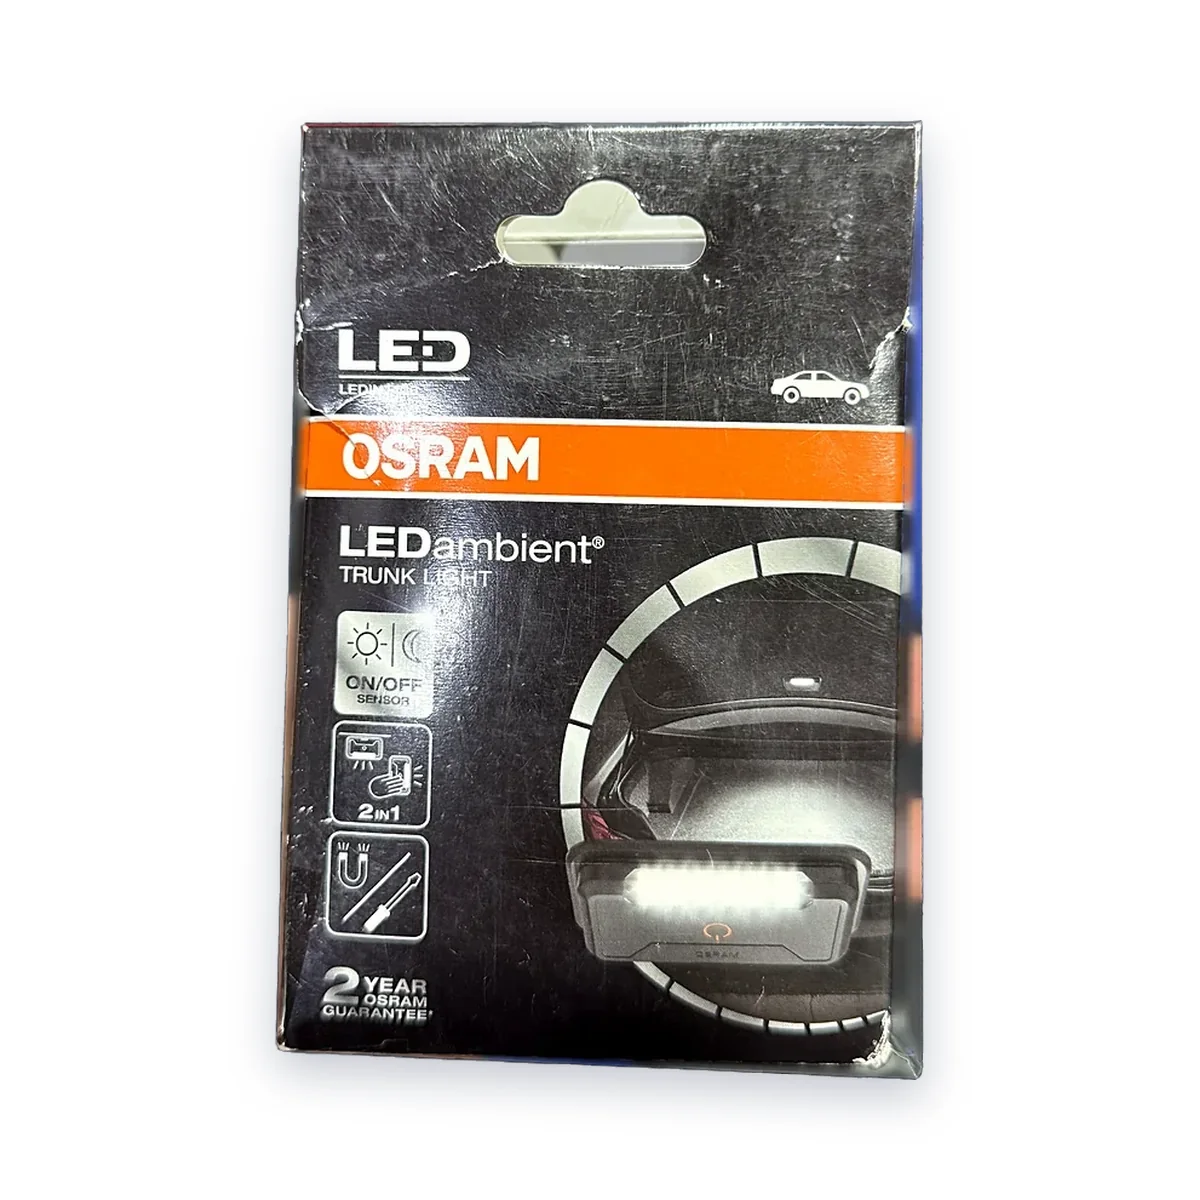 LED
OSRAM
LEDambient®
TRUNK LIGHT
ON/OFF
SENSOR
2IN1
OSRAM
2 YEAR
OSRAM
GUARANTEE